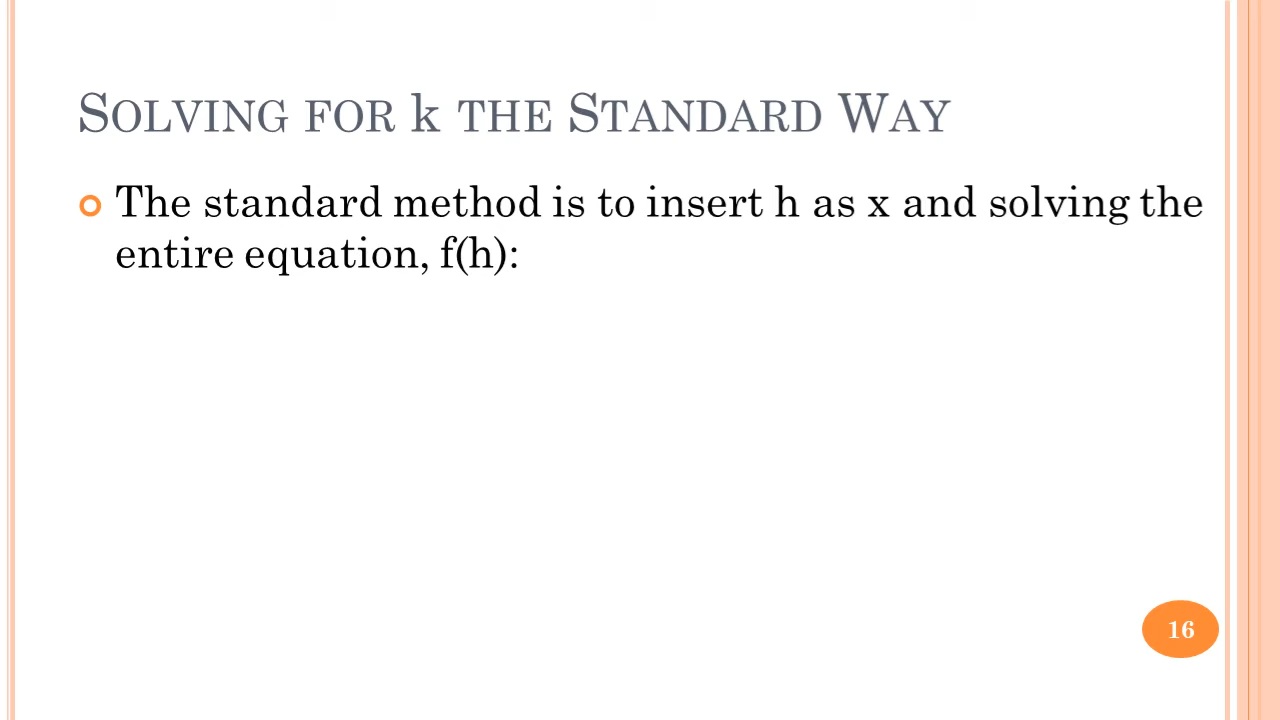 Solving for k the Standard Way
The standard method is to insert h as x and solving the
entire equation, f(h):
16